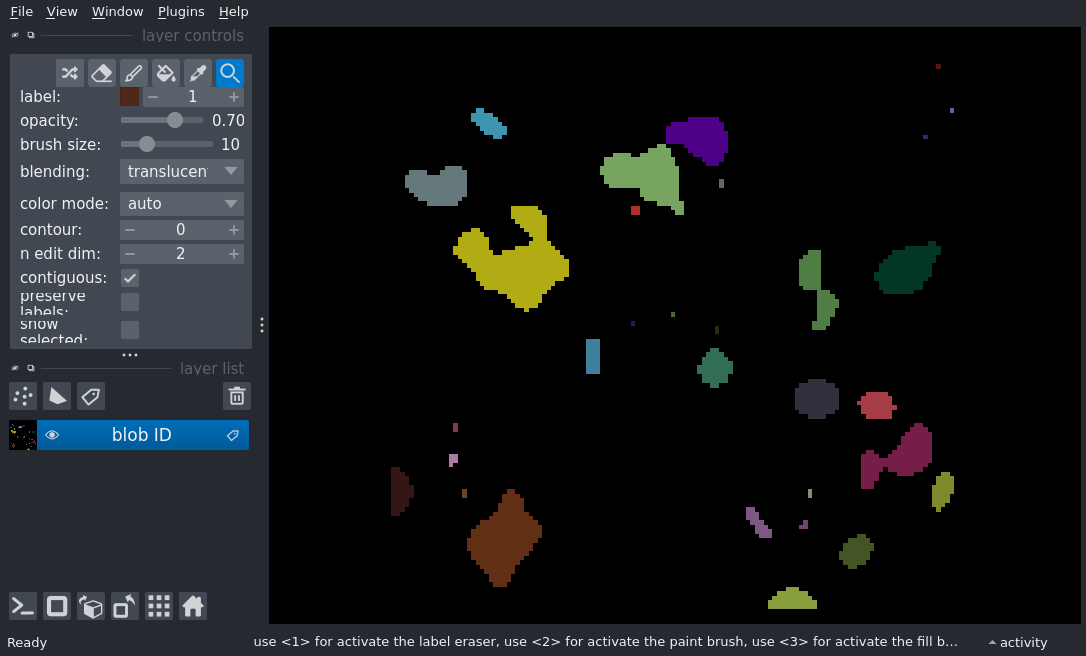 File View Window Plugins Help
layer controls
label: 1
opacity: 0.70
brush size: 10
blending: translucen
color mode: auto
contour: 0
n edit dim: 2
contiguous:
preserve
labels:
show
selected:
layer list
blob ID
Ready use <1> for activate the label eraser, use <2> for activate the paint brush, use <3> for activate the fill b... activity